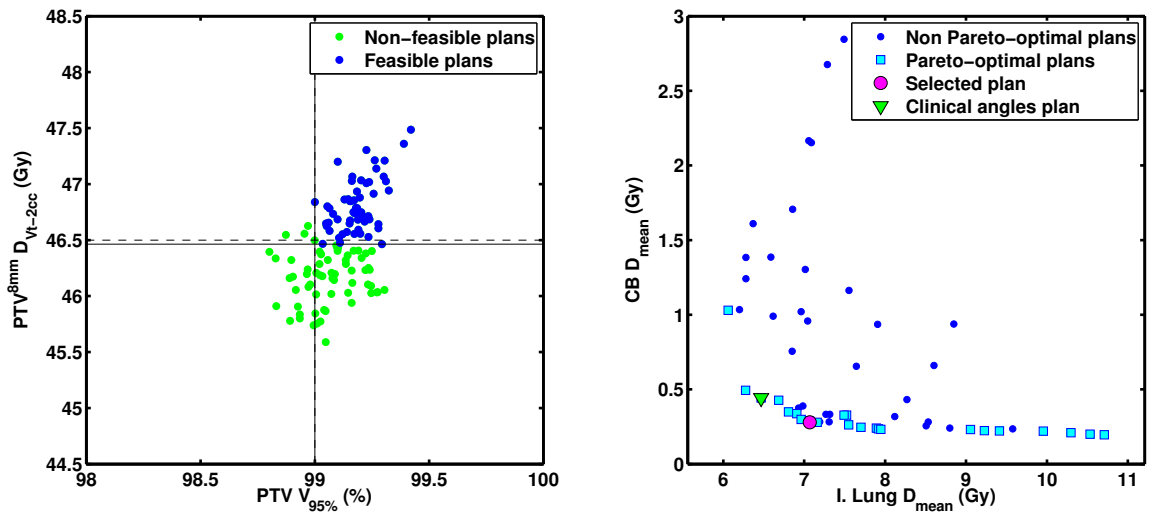 48.5
48
47.5
47
46.5
46
45.5
45
44.5
PTV^8mm D_Vt−2cc (Gy)
98
98.5
99
99.5
100
PTV V_95% (%)
Non−feasible plans
Feasible plans
3
2.5
2
1.5
1
0.5
0
CB D_mean (Gy)
6
7
8
9
10
11
I. Lung D_mean (Gy)
Non Pareto−optimal plans
Pareto−optimal plans
Selected plan
Clinical angles plan